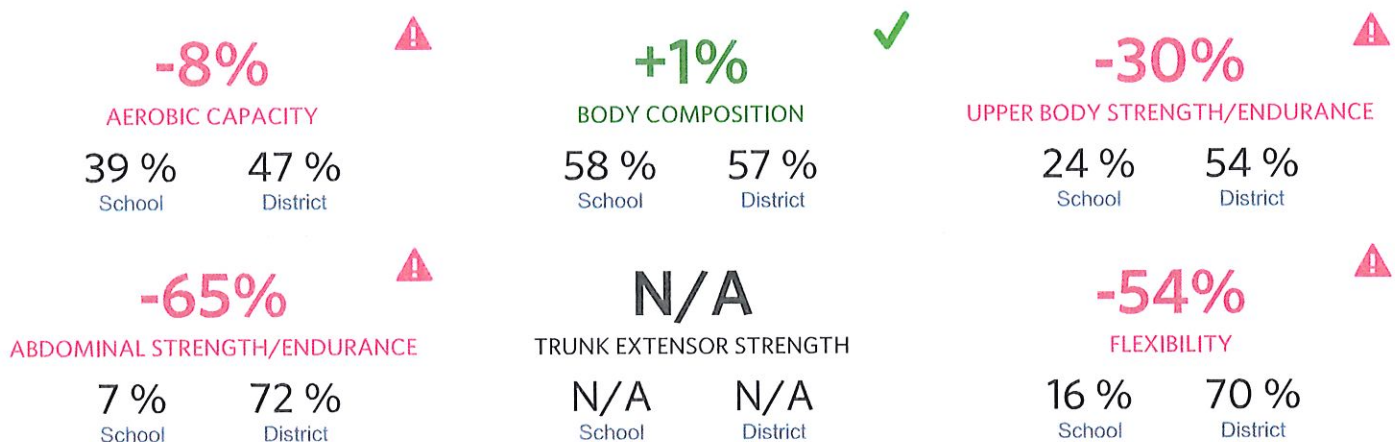 -8%
AEROBIC CAPACITY
39 % 47 %
School District
+1%
BODY COMPOSITION
58 % 57 %
School District
-30%
UPPER BODY STRENGTH/ENDURANCE
24 % 54 %
School District
-65%
ABDOMINAL STRENGTH/ENDURANCE
7 % 72 %
School District
N/A
TRUNK EXTENSOR STRENGTH
N/A N/A
School District
-54%
FLEXIBILITY
16 % 70 %
School District